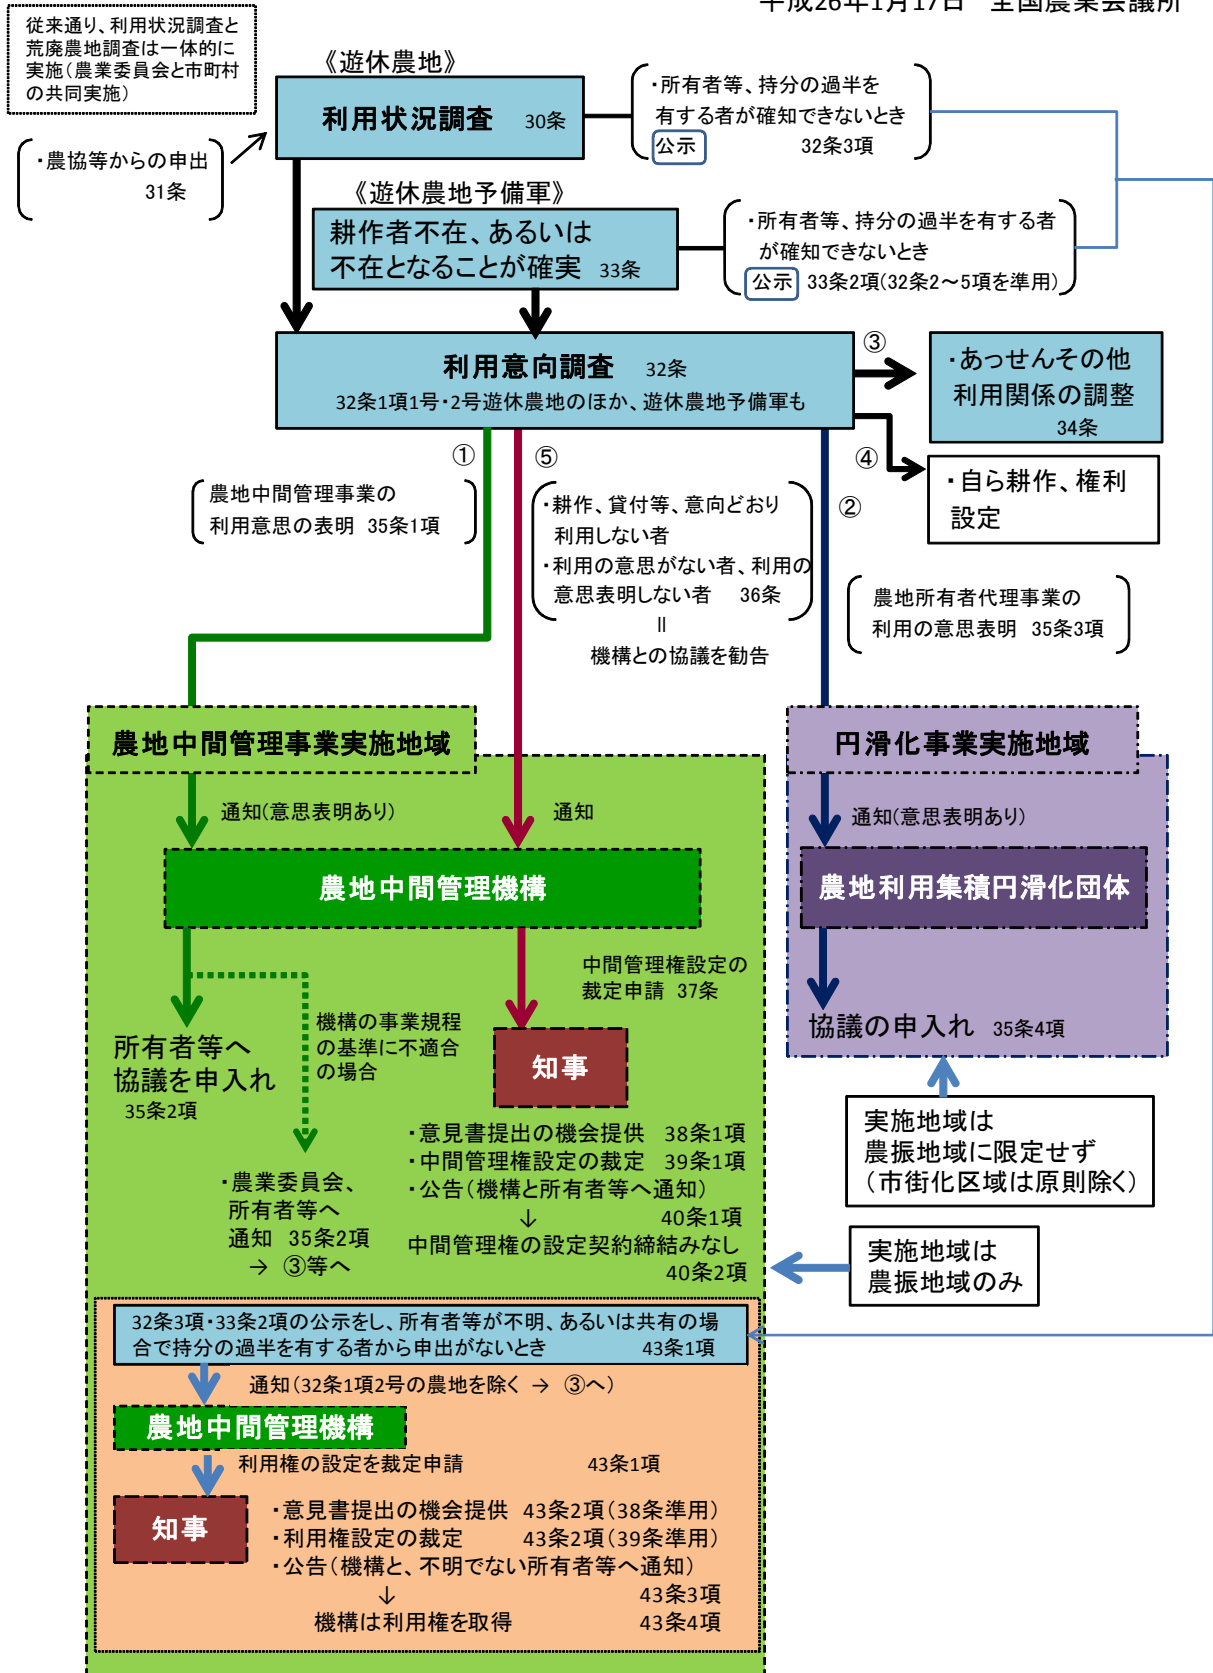 平成26年1月17日　全国農業会議所
従来通り、利用状況調査と
荒廃農地調査は一体的に
実施(農業委員会と市町村
の共同実施)
《遊休農地》
利用状況調査　30条
・所有者等、持分の過半を
有する者が確知できないとき
公示　32条3項
・農協等からの申出
31条
《遊休農地予備軍》
耕作者不在、あるいは
不在となることが確実　33条
・所有者等、持分の過半を有する者
が確知できないとき
公示　33条2項(32条2～5項を準用)
利用意向調査　32条
32条1項1号・2号遊休農地のほか、遊休農地予備軍も
③
・あっせんその他
利用関係の調整
34条
④
・自ら耕作、権利
設定
①
農地中間管理事業の
利用意思の表明　35条1項
⑤
・耕作、貸付等、意向どおり
利用しない者
・利用の意思がない者、利用の
意思表明しない者　36条
॥
機構との協議を勧告
②
農地所有者代理事業の
利用の意思表明　35条3項
農地中間管理事業実施地域
通知(意思表明あり)
通知
農地中間管理機構
円滑化事業実施地域
通知(意思表明あり)
農地利用集積円滑化団体
協議の申入れ　35条4項
所有者等へ
協議を申入れ
35条2項
機構の事業規程
の基準に不適合
の場合
・農業委員会、
所有者等へ
通知　35条2項
→　③等へ
中間管理権設定の
裁定申請　37条
知事
・意見書提出の機会提供　38条1項
・中間管理権設定の裁定　39条1項
・公告(機構と所有者等へ通知)
↓　40条1項
中間管理権の設定契約締結みなし
40条2項
実施地域は
農振地域に限定せず
(市街化区域は原則除く)
実施地域は
農振地域のみ
32条3項・33条2項の公示をし、所有者等が不明、あるいは共有の場
合で持分の過半を有する者から申出がないとき　43条1項
通知(32条1項2号の農地を除く　→　③へ)
農地中間管理機構
利用権の設定を裁定申請　43条1項
知事
・意見書提出の機会提供　43条2項(38条準用)
・利用権設定の裁定　43条2項(39条準用)
・公告(機構と、不明でない所有者等へ通知)
↓　43条3項
機構は利用権を取得　43条4項